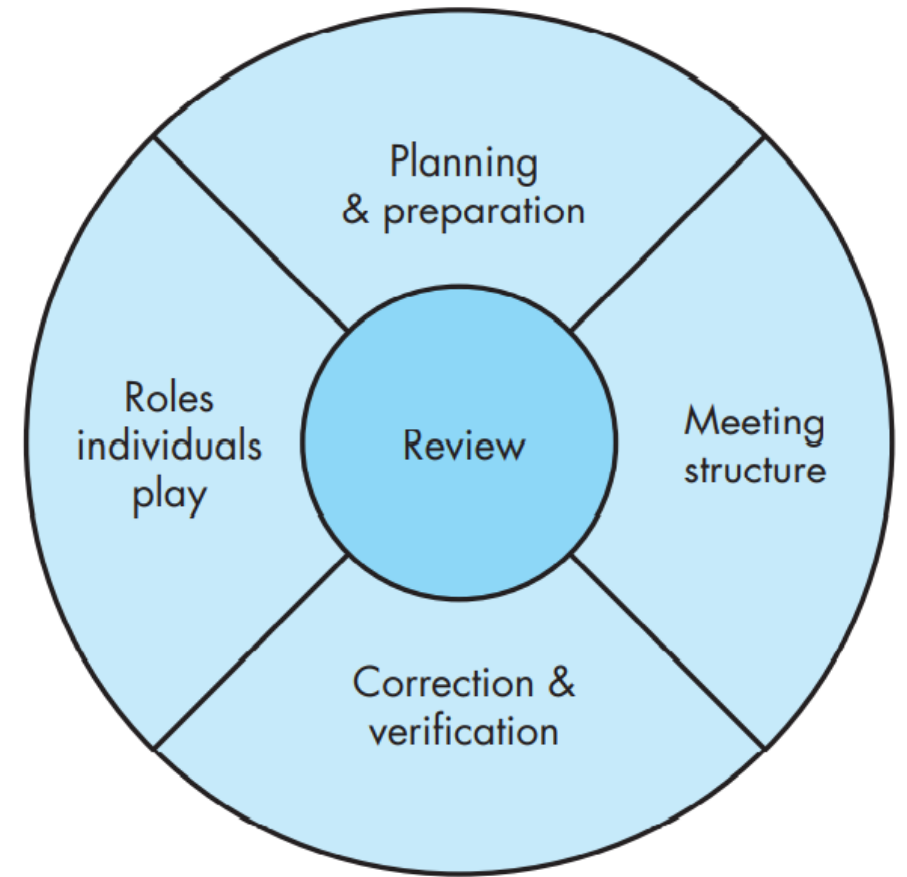 Planning
& preparation
Roles
individuals
play
Review
Meeting
structure
Correction &
verification